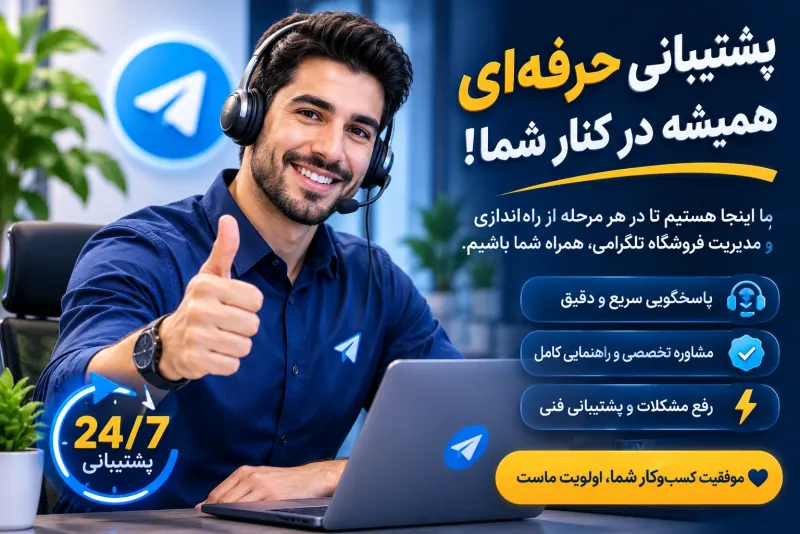 پشتیبانی حرفه‌ای
همیشه در کنار شما!
ما اینجا هستیم تا در هر مرحله از راه‌اندازی
و مدیریت فروشگاه تلگرامی، همراه شما باشیم.
پاسخگویی سریع و دقیق
مشاوره تخصصی و راهنمایی کامل
رفع مشکلات و پشتیبانی فنی
موفقیت کسب‌وکار شما، اولویت ماست
24/7
پشتیبانی